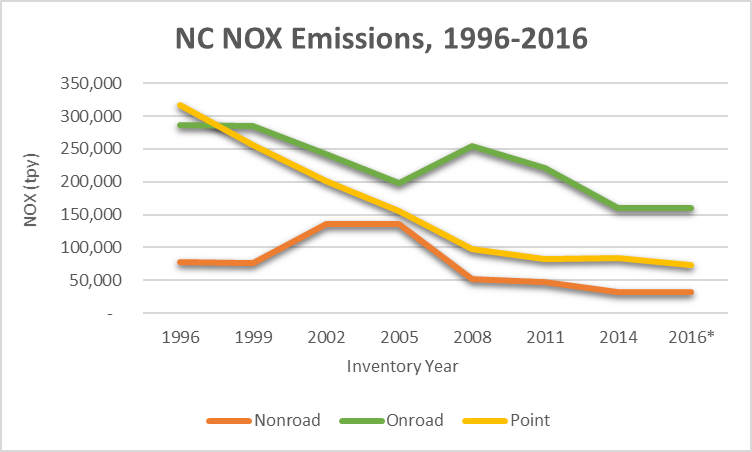 NC NOX Emissions, 1996-2016
350,000
300,000
250,000
200,000
150,000
100,000
50,000
-
NOX (tpy)
1996 1999 2002 2005 2008 2011 2014 2016*
Inventory Year
Nonroad Onroad Point